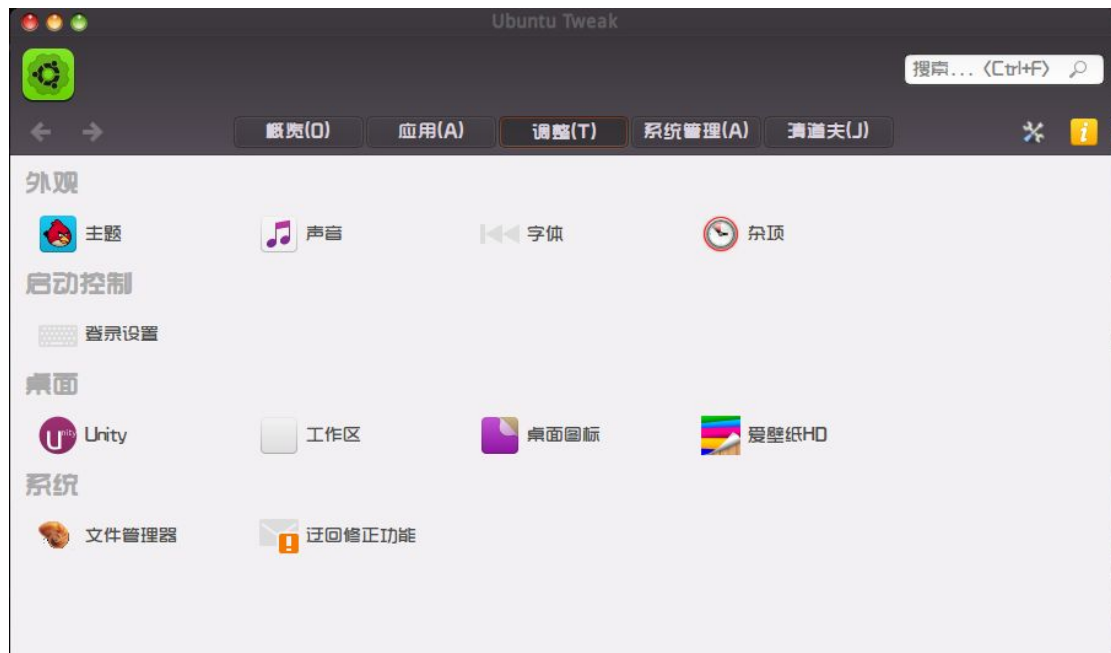 Ubuntu Tweak
搜索... (Ctrl+F)
概览(O) 应用(A) 调整(T) 系统管理(A) 清道夫(J)
外观
主题 声音 字体 杂项
启动控制
登录设置
桌面
Unity 工作区 桌面图标 爱壁纸HD
系统
文件管理器 迂回修正功能